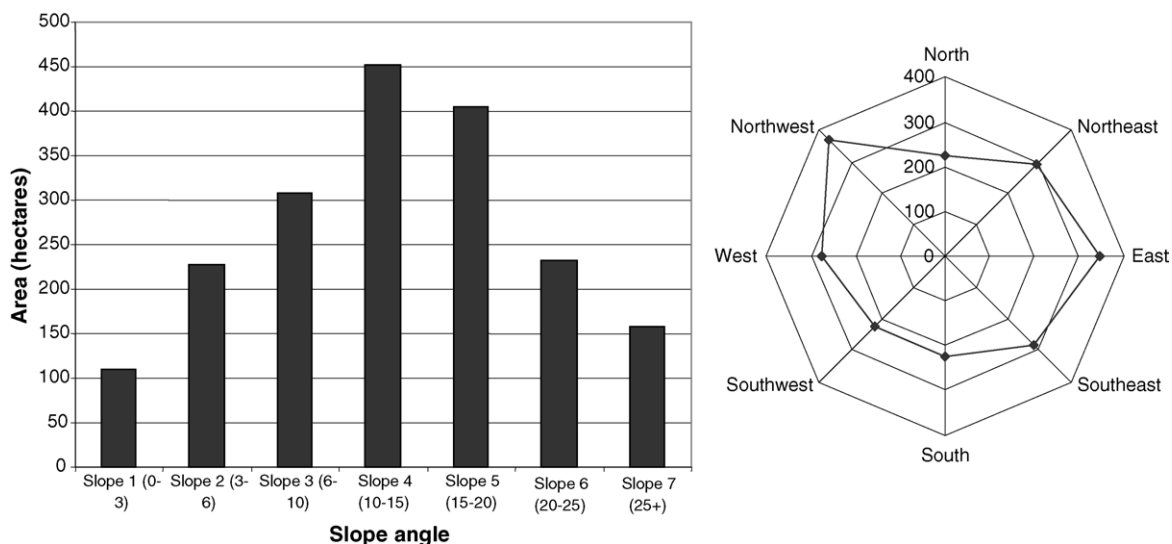 500
450
400
350
300
250
200
150
100
50
0
Area (hectares)
Slope 1 (0-
3)
Slope 2 (3-
6)
Slope 3 (6-
10)
Slope 4
(10-15)
Slope 5
(15-20)
Slope 6
(20-25)
Slope 7
(25+)
Slope angle
North
400
300
200
100
0
Northwest
Northeast
West
East
Southwest
Southeast
South